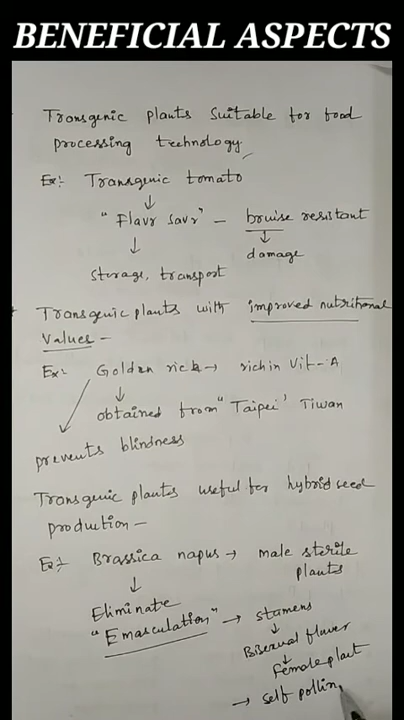 BENEFICIAL ASPECTS
Transgenic plants suitable for food
processing technology
Ex:- Transgenic tomato
↓
"Flavr Savr" - bruise resistant
↓ ↓
damage
storage, transport
Transgenic plants with improved nutritional
Values -
Ex:- Golden rice → rich in Vit-A
↓
obtained from "Taipei" Tiwan
prevents blindness
Transgenic plants useful for hybrid seed
production -
Ex:- Brassica napus → male sterile
plants
↓
Eliminate
"Emasculation" → stamens
↓
Bisexual flower
↓
Female plant
→ self pollin